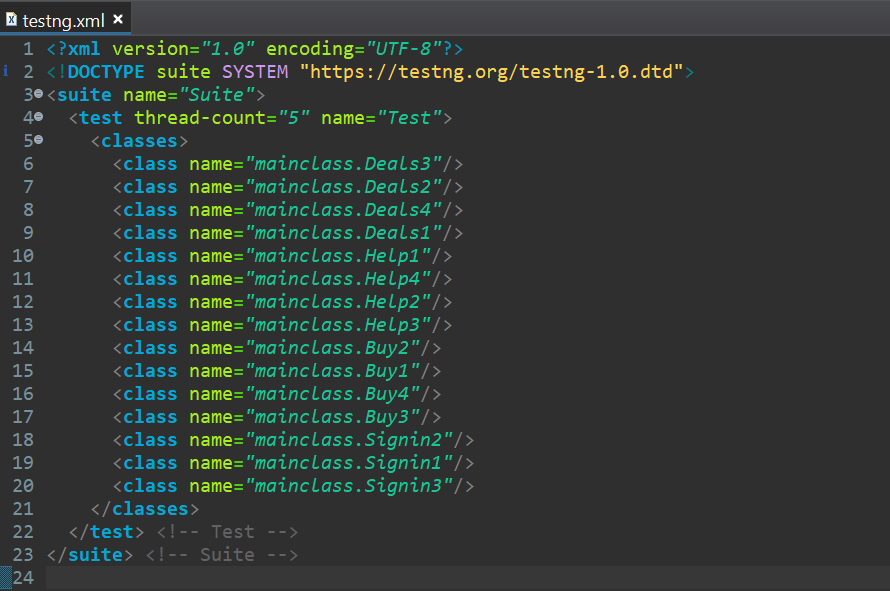 testng.xml ×
1 <?xml version="1.0" encoding="UTF-8"?>
2 <!DOCTYPE suite SYSTEM "https://testng.org/testng-1.0.dtd">
3 <suite name="Suite">
4   <test thread-count="5" name="Test">
5     <classes>
6       <class name="mainclass.Deals3"/>
7       <class name="mainclass.Deals2"/>
8       <class name="mainclass.Deals4"/>
9       <class name="mainclass.Deals1"/>
10       <class name="mainclass.Help1"/>
11       <class name="mainclass.Help4"/>
12       <class name="mainclass.Help2"/>
13       <class name="mainclass.Help3"/>
14       <class name="mainclass.Buy2"/>
15       <class name="mainclass.Buy1"/>
16       <class name="mainclass.Buy4"/>
17       <class name="mainclass.Buy3"/>
18       <class name="mainclass.Signin2"/>
19       <class name="mainclass.Signin1"/>
20       <class name="mainclass.Signin3"/>
21     </classes>
22   </test> <!-- Test -->
23 </suite> <!-- Suite -->
24